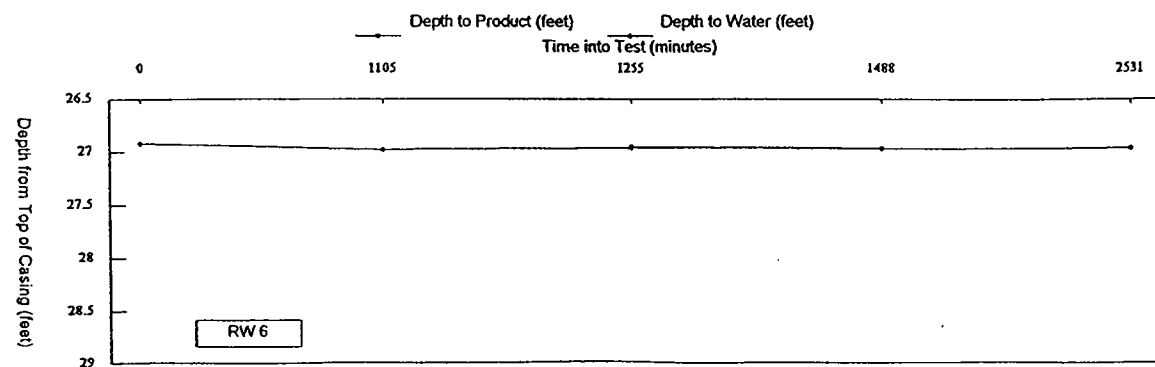 Depth to Product (feet) Depth to Water (feet)
Time into Test (minutes)
0 1105 1255 1488 2531
Depth from Top of Casing (feet)
26.5
27
27.5
28
28.5
29
RW 6